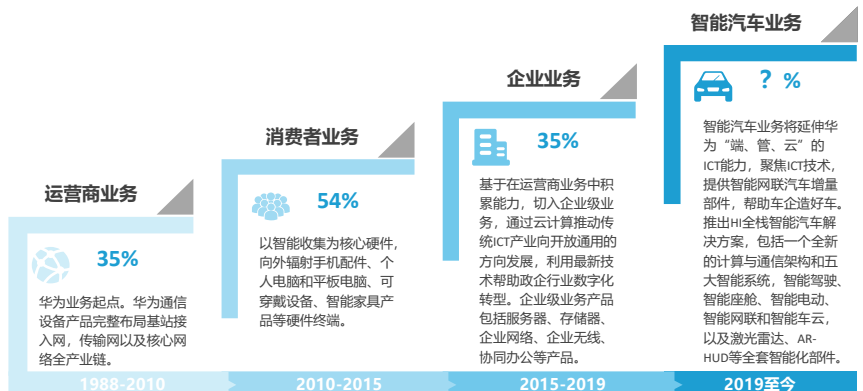 运营商业务
35%
华为业务起点。华为通信
设备产品完整布局基站接
入网，传输网以及核心网
络全产业链。
1988-2010
消费者业务
54%
以智能收集为核心硬件，
向外辐射手机配件、个
人电脑和平板电脑、可
穿戴设备、智能家具产
品等硬件终端。
2010-2015
企业业务
35%
基于在运营商业务中积
累能力，切入企业级业
务，通过云计算推动传
统ICT产业向开放通用的
方向发展，利用最新技
术帮助政企行业数字化
转型。企业级业务产品
包括服务器、存储器、
企业网络、企业无线、
协同办公等产品。
2015-2019
智能汽车业务
？ %
智能汽车业务将延伸华
为“端、管、云”的
ICT能力，聚焦ICT技术，
提供智能网联汽车增量
部件，帮助车企造好车。
推出HI全栈智能汽车解
决方案，包括一个全新
的计算与通信架构和五
大智能系统，智能驾驶、
智能座舱、智能电动、
智能网联和智能车云，
以及激光雷达、AR-
HUD等全套智能化部件。
2019至今